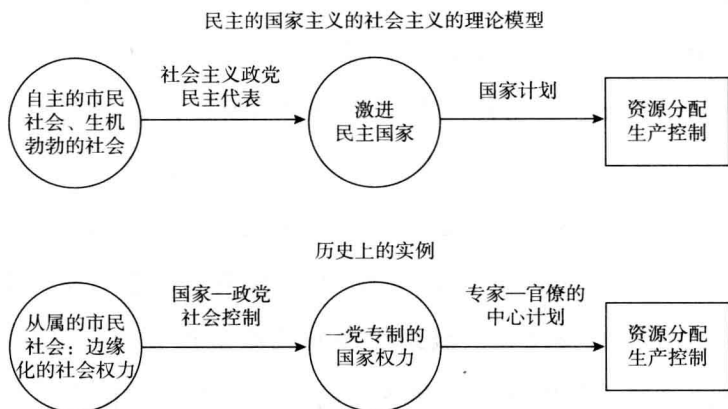 民主的国家主义的社会主义的理论模型
自主的市民
社会、生机
勃勃的社会
社会主义政党
民主代表
激进
民主国家
国家计划
资源分配
生产控制
历史上的实例
从属的市民
社会：边缘
化的社会权力
国家—政党
社会控制
一党专制的
国家权力
专家—官僚的
中心计划
资源分配
生产控制